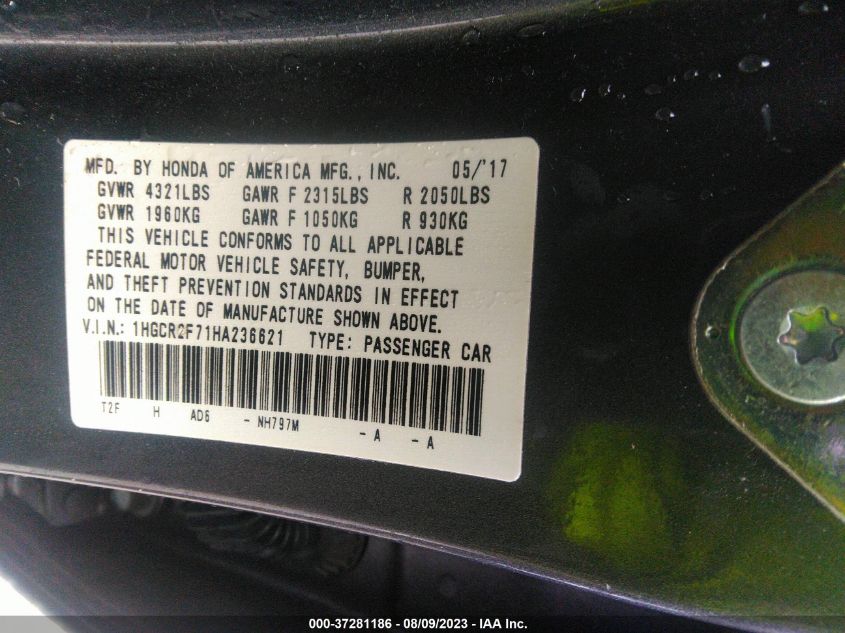 MFD. BY HONDA OF AMERICA MFG., INC. 05/'17
GVWR 4321LBS GAWR F 2315LBS R 2050LBS
GVWR 1960KG GAWR F 1050KG R 930KG
THIS VEHICLE CONFORMS TO ALL APPLICABLE
FEDERAL MOTOR VEHICLE SAFETY, BUMPER,
AND THEFT PREVENTION STANDARDS IN EFFECT
ON THE DATE OF MANUFACTURE SHOWN ABOVE.
V.I.N.: 1HGCR2F71HA236621 TYPE: PASSENGER CAR
T2F H AD6 - NH797M - A - A
000-37281186 - 08/09/2023 - IAA Inc.